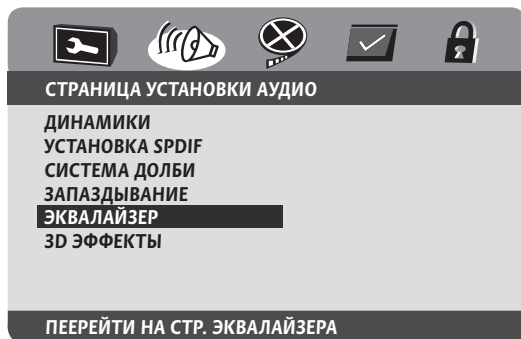 СТРАНИЦА УСТАНОВКИ АУДИО
ДИНАМИКИ
УСТАНОВКА SPDIF
СИСТЕМА ДОЛБИ
ЗАПАЗДЫВАНИЕ
ЭКВАЛАЙЗЕР
3D ЭФФЕКТЫ
ПЕЕРЕЙТИ НА СТР. ЭКВАЛАЙЗЕРА